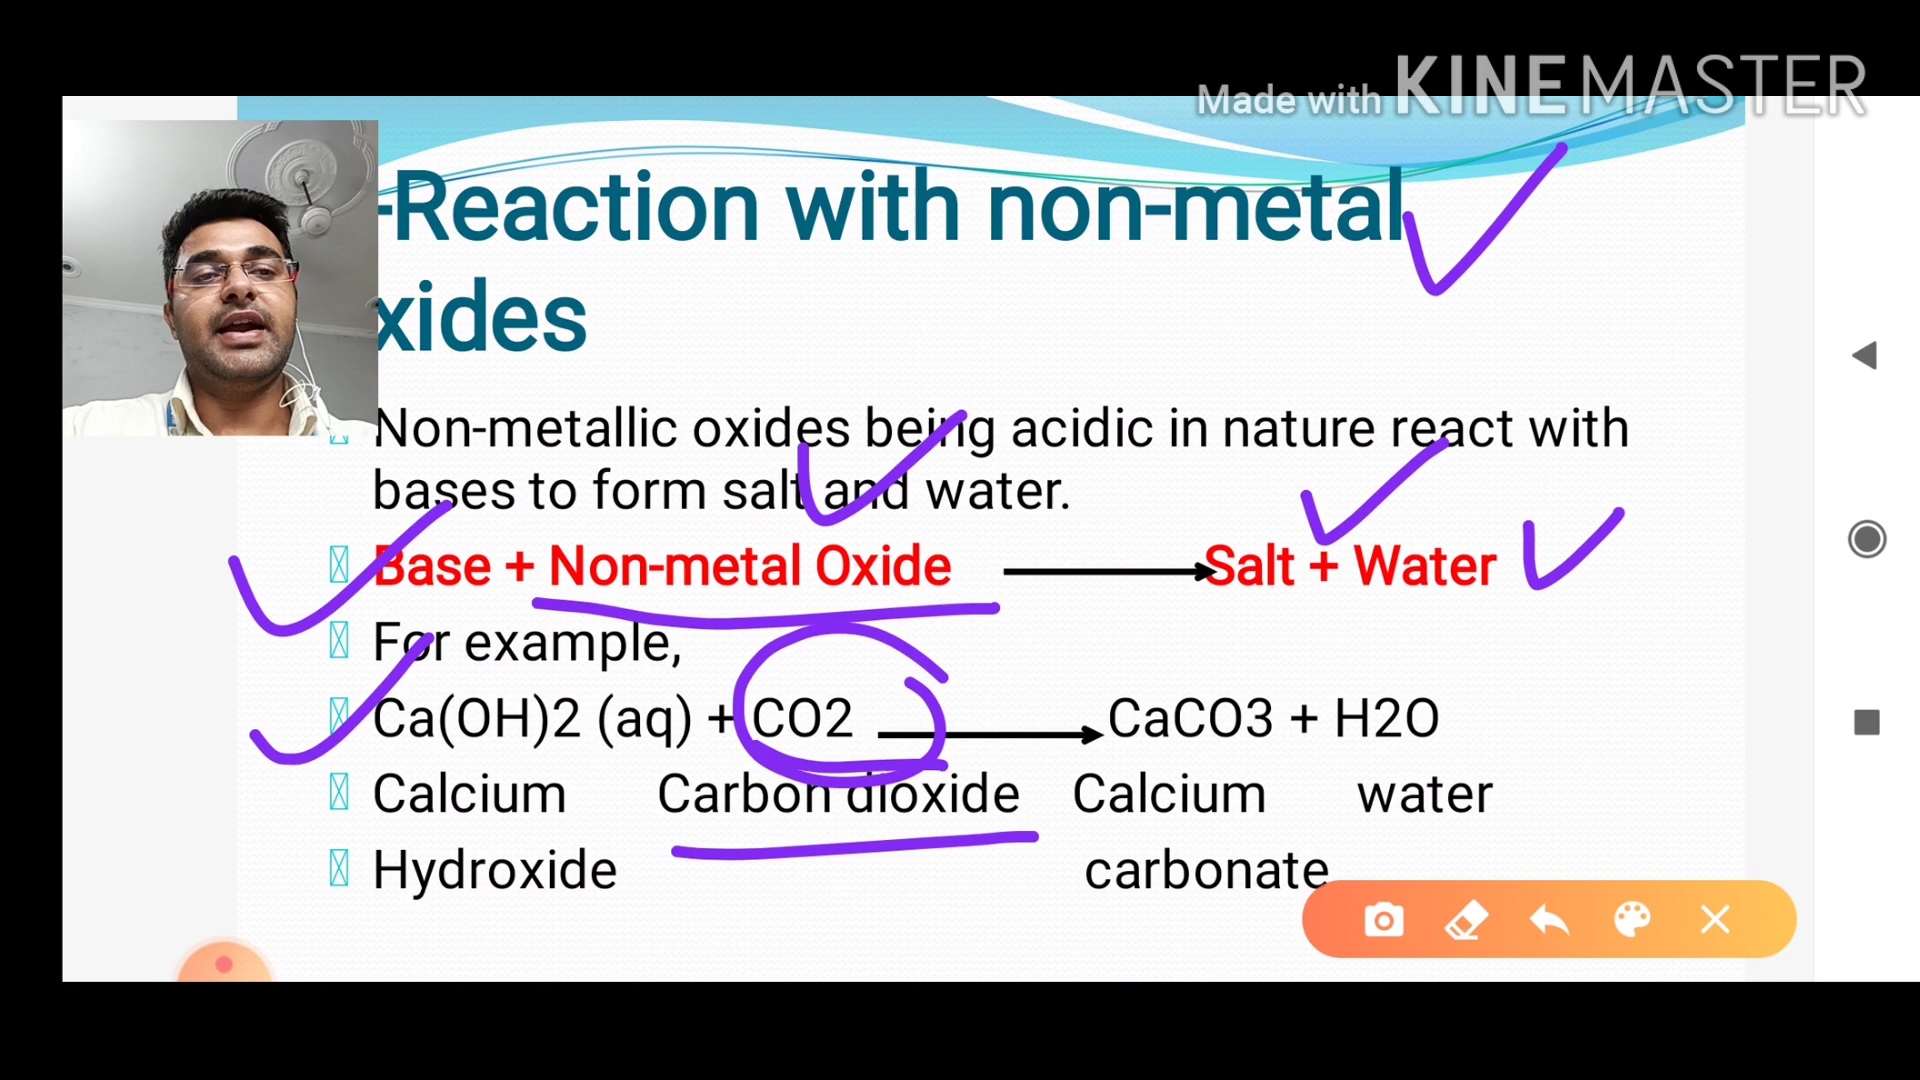 Made with KINEMASTER
-Reaction with non-metal
xides
Non-metallic oxides being acidic in nature react with
bases to form salt and water.
Base + Non-metal Oxide Salt + Water
For example,
Ca(OH)2 (aq) + CO2 CaCO3 + H2O
Calcium Carbon dioxide Calcium water
Hydroxide carbonate